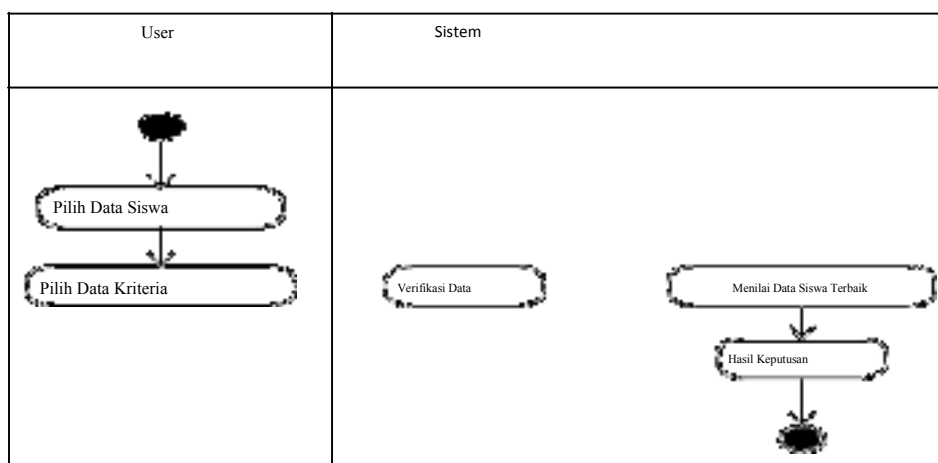 User
Sistem
Pilih Data Siswa
Pilih Data Kriteria
Verifikasi Data
Menilai Data Siswa Terbaik
Hasil Keputusan